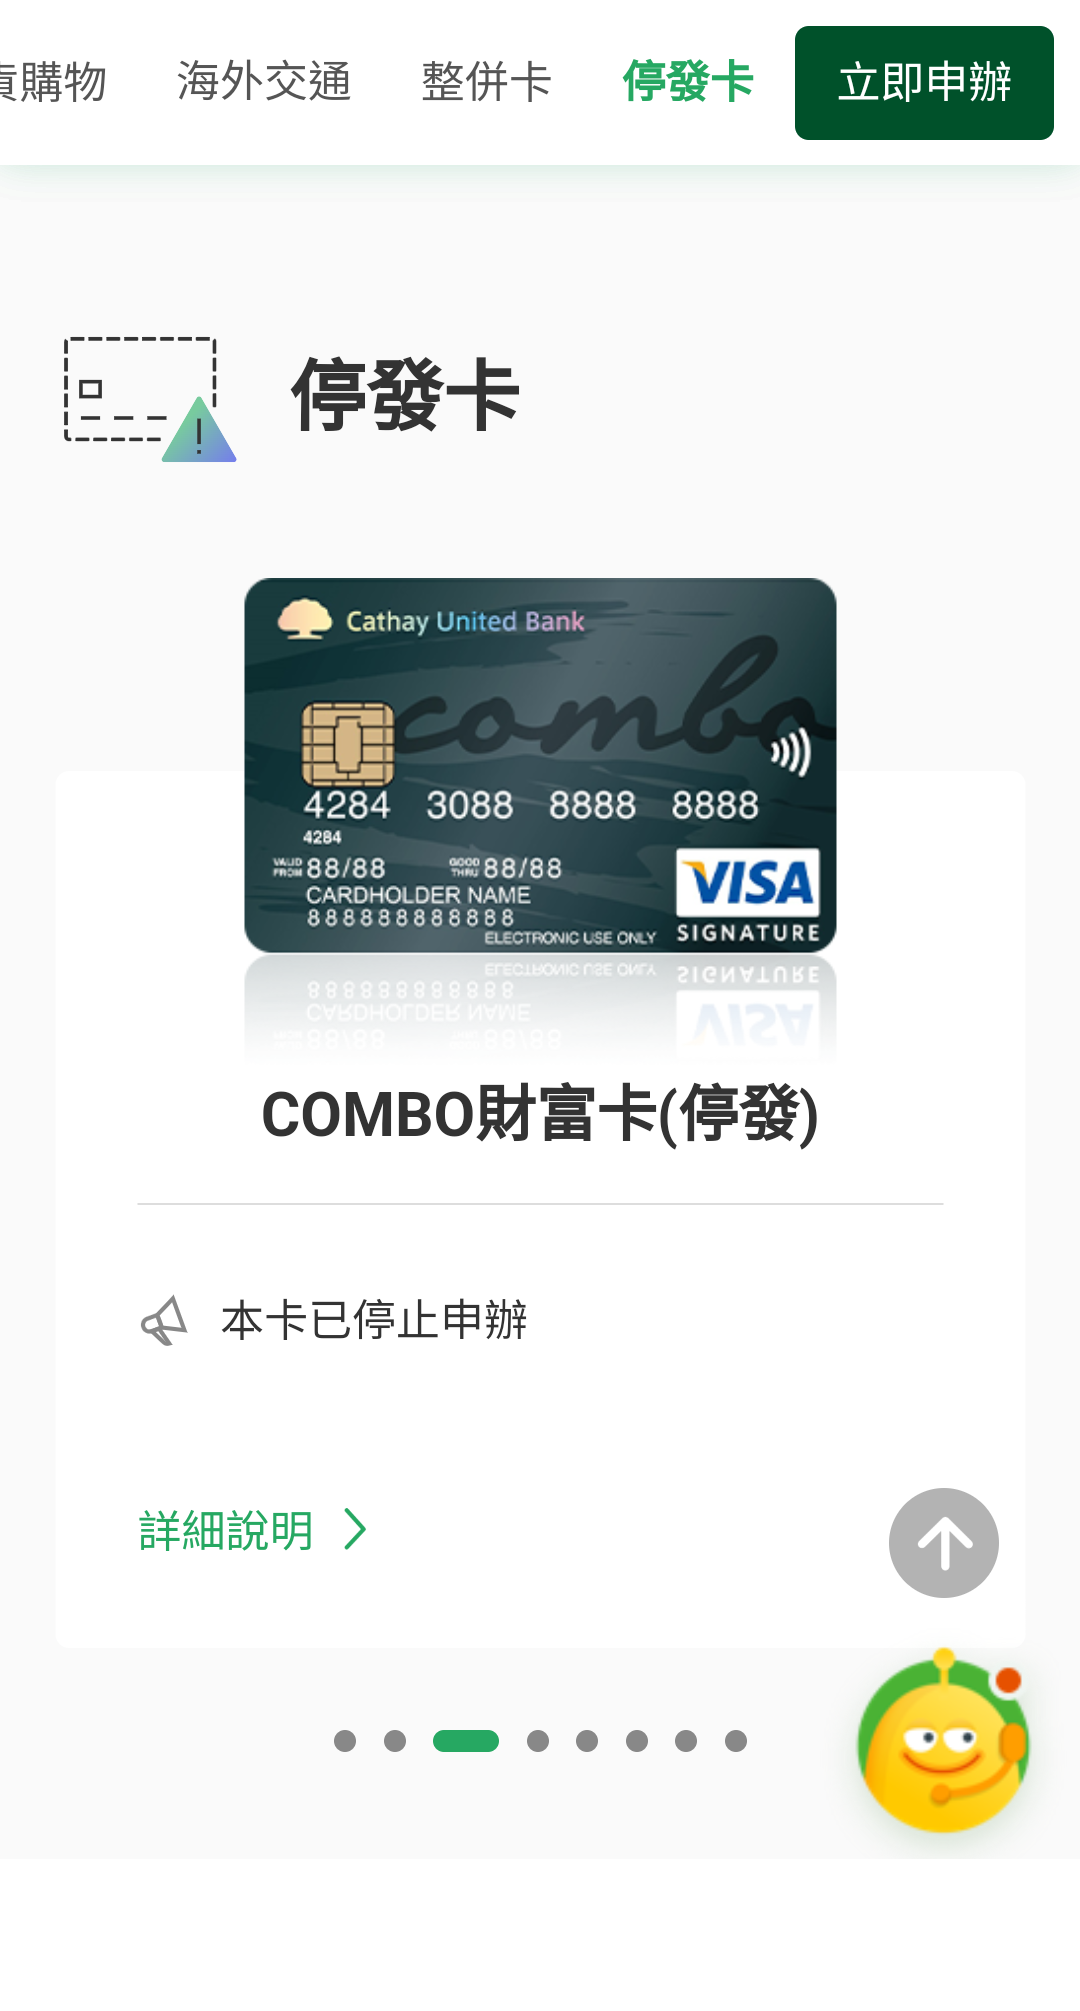 貨購物 海外交通 整併卡 停發卡 立即申辦
停發卡
Cathay United Bank
combo
4284 3088 8888 8888
4284
VALID FROM 88/88 GOOD THRU 88/88
CARDHOLDER NAME
888888888888
ELECTRONIC USE ONLY
VISA
SIGNATURE
COMBO財富卡(停發)
本卡已停止申辦
詳細說明